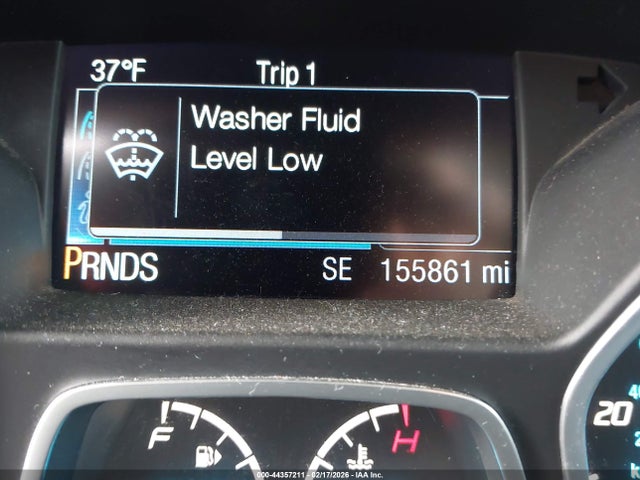 37°F Trip 1
Washer Fluid
Level Low
PRNDS SE 155861 mi
F H
20
000-44357211 - 02/17/2026 - © IAA Inc.